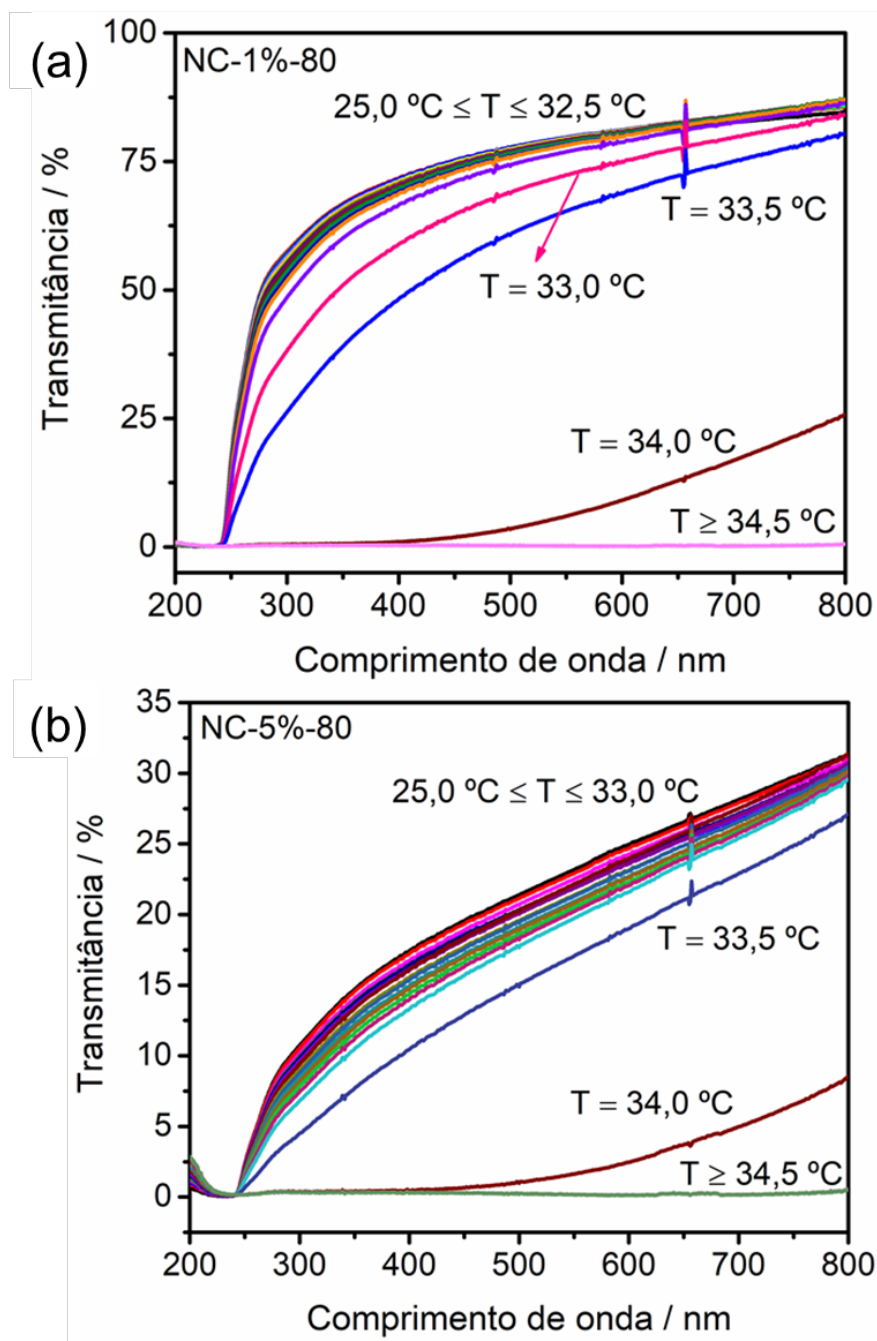 (a)
NC-1%-80
25,0 ºC ≤ T ≤ 32,5 ºC
T = 33,5 ºC
T = 33,0 ºC
T = 34,0 ºC
T ≥ 34,5 ºC
Transmitância / %
100
75
50
25
0
200 300 400 500 600 700 800
Comprimento de onda / nm
(b)
NC-5%-80
25,0 ºC ≤ T ≤ 33,0 ºC
T = 33,5 ºC
T = 34,0 ºC
T ≥ 34,5 ºC
Transmitância / %
35
30
25
20
15
10
5
0
200 300 400 500 600 700 800
Comprimento de onda / nm